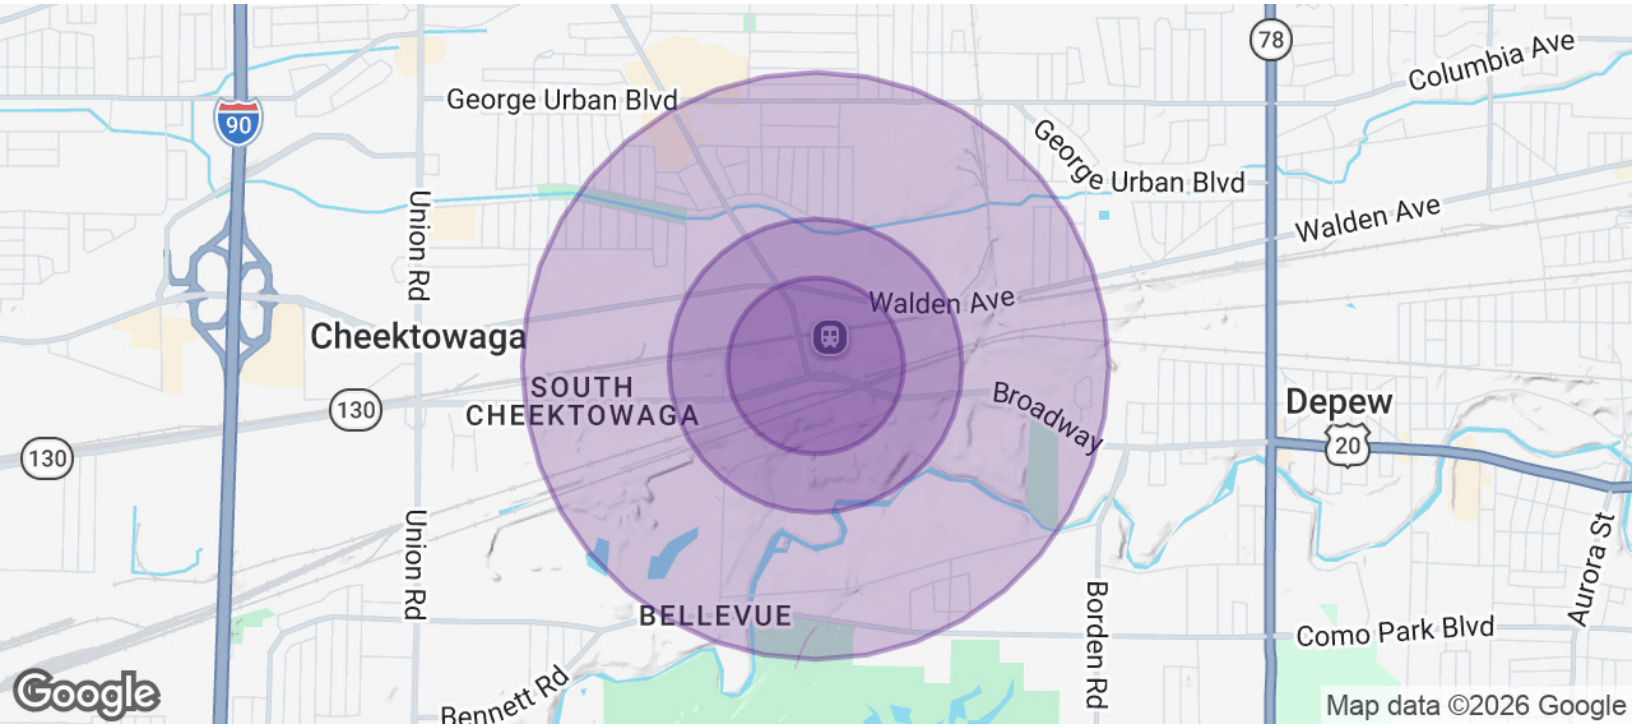 78
Columbia Ave
George Urban Blvd
90
George Urban Blvd
Union Rd
Walden Ave
Walden Ave
Cheektowaga
SOUTH
CHEEKTOWAGA
130
Broadway
Depew
20
130
Union Rd
Aurora St
BELLEVUE
Borden Rd
Como Park Blvd
Bennett Rd
Google
Map data ©2026 Google